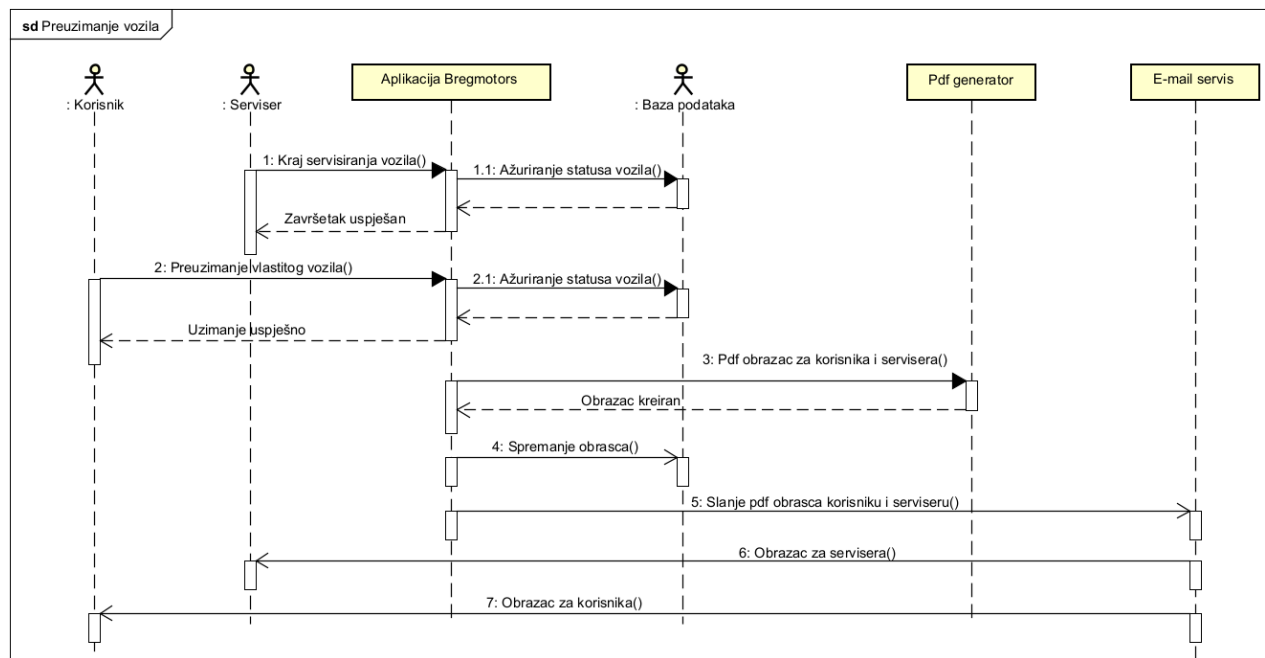 sd Preuzimanje vozila
: Korisnik
: Serviser
Aplikacija Bregmotors
: Baza podataka
Pdf generator
E-mail servis
1: Kraj servisiranja vozila()
1.1: Ažuriranje statusa vozila()
Završetak uspješan
2: Preuzimanje vlastitog vozila()
2.1: Ažuriranje statusa vozila()
Uzimanje uspješno
3: Pdf obrazac za korisnika i servisera()
Obrazac kreiran
4: Spremanje obrasca()
5: Slanje pdf obrasca korisniku i serviseru()
6: Obrazac za servisera()
7: Obrazac za korisnika()